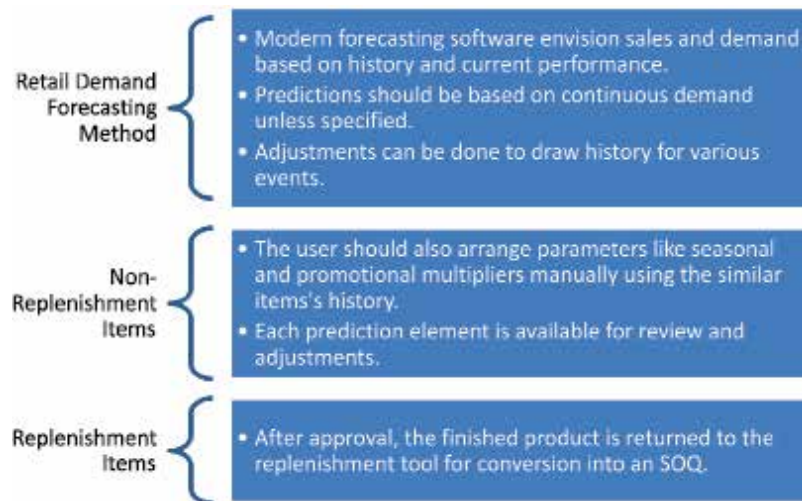 Retail Demand
Forecasting
Method
• Modern forecasting software envision sales and demand
based on history and current performance.
• Predictions should be based on continuous demand
unless specified.
• Adjustments can be done to draw history for various
events.
Non-
Replenishment
Items
• The user should also arrange parameters like seasonal
and promotional multipliers manually using the similar
items's history.
• Each prediction element is available for review and
adjustments.
Replenishment
Items
• After approval, the finished product is returned to the
replenishment tool for conversion into an SOQ.